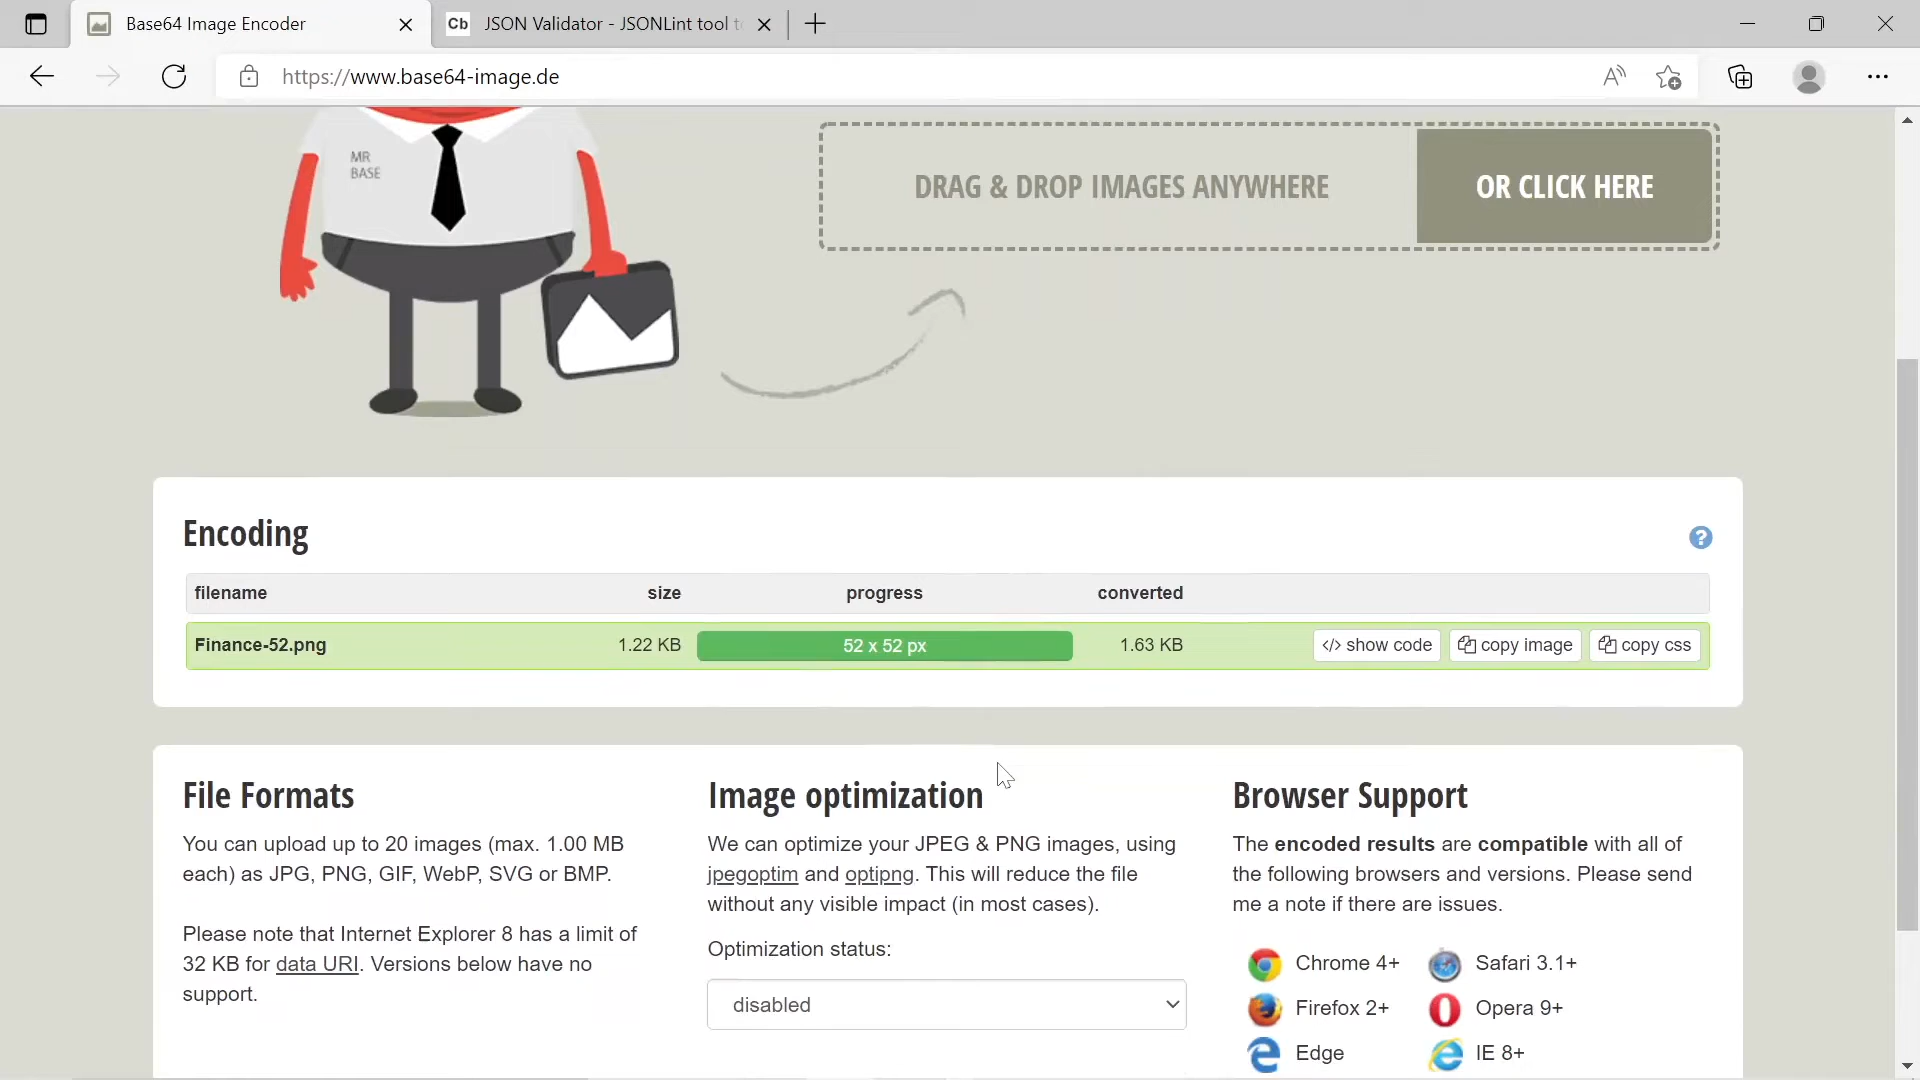 Base64 Image Encoder
Cb JSON Validator - JSONLint tool t
https://www.base64-image.de
MR
BASE
DRAG & DROP IMAGES ANYWHERE
OR CLICK HERE
Encoding
?
filename size progress converted
Finance-52.png 1.22 KB 52 x 52 px 1.63 KB </> show code copy image copy css
File Formats
You can upload up to 20 images (max. 1.00 MB
each) as JPG, PNG, GIF, WebP, SVG or BMP.
Please note that Internet Explorer 8 has a limit of
32 KB for data URI. Versions below have no
support.
Image optimization
We can optimize your JPEG & PNG images, using
jpegoptim and optipng. This will reduce the file
without any visible impact (in most cases).
Optimization status:
disabled
Browser Support
The encoded results are compatible with all of
the following browsers and versions. Please send
me a note if there are issues.
Chrome 4+ Safari 3.1+
Firefox 2+ Opera 9+
Edge IE 8+